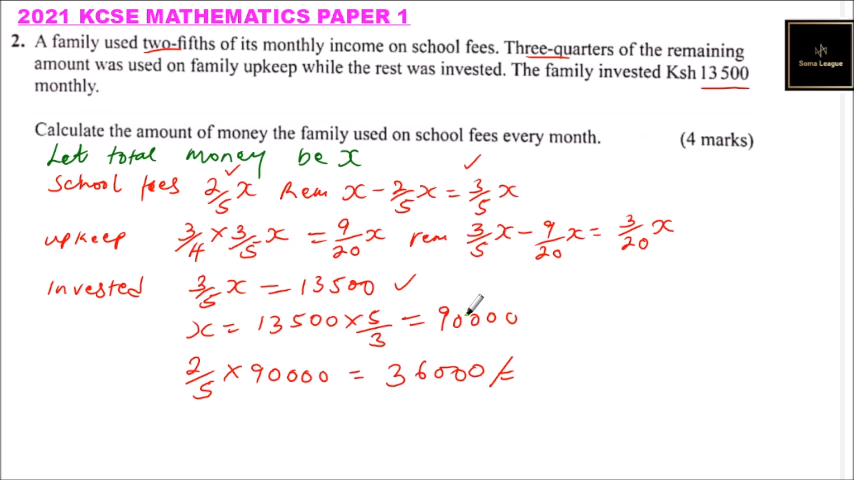 2021 KCSE MATHEMATICS PAPER 1
2. A family used two-fifths of its monthly income on school fees. Three-quarters of the remaining
amount was used on family upkeep while the rest was invested. The family invested Ksh 13 500
monthly.
Soma League
Calculate the amount of money the family used on school fees every month. (4 marks)
Let total money be x
School fees 2/5 x Rem x - 2/5 x = 3/5 x
upkeep 3/4 × 3/5 x = 9/20 x rem 3/5 x - 9/20 x = 3/20 x
Invested 3/5 x = 13500 ✓
x = 13500 × 5/3 = 90000
2/5 × 90000 = 36000/=